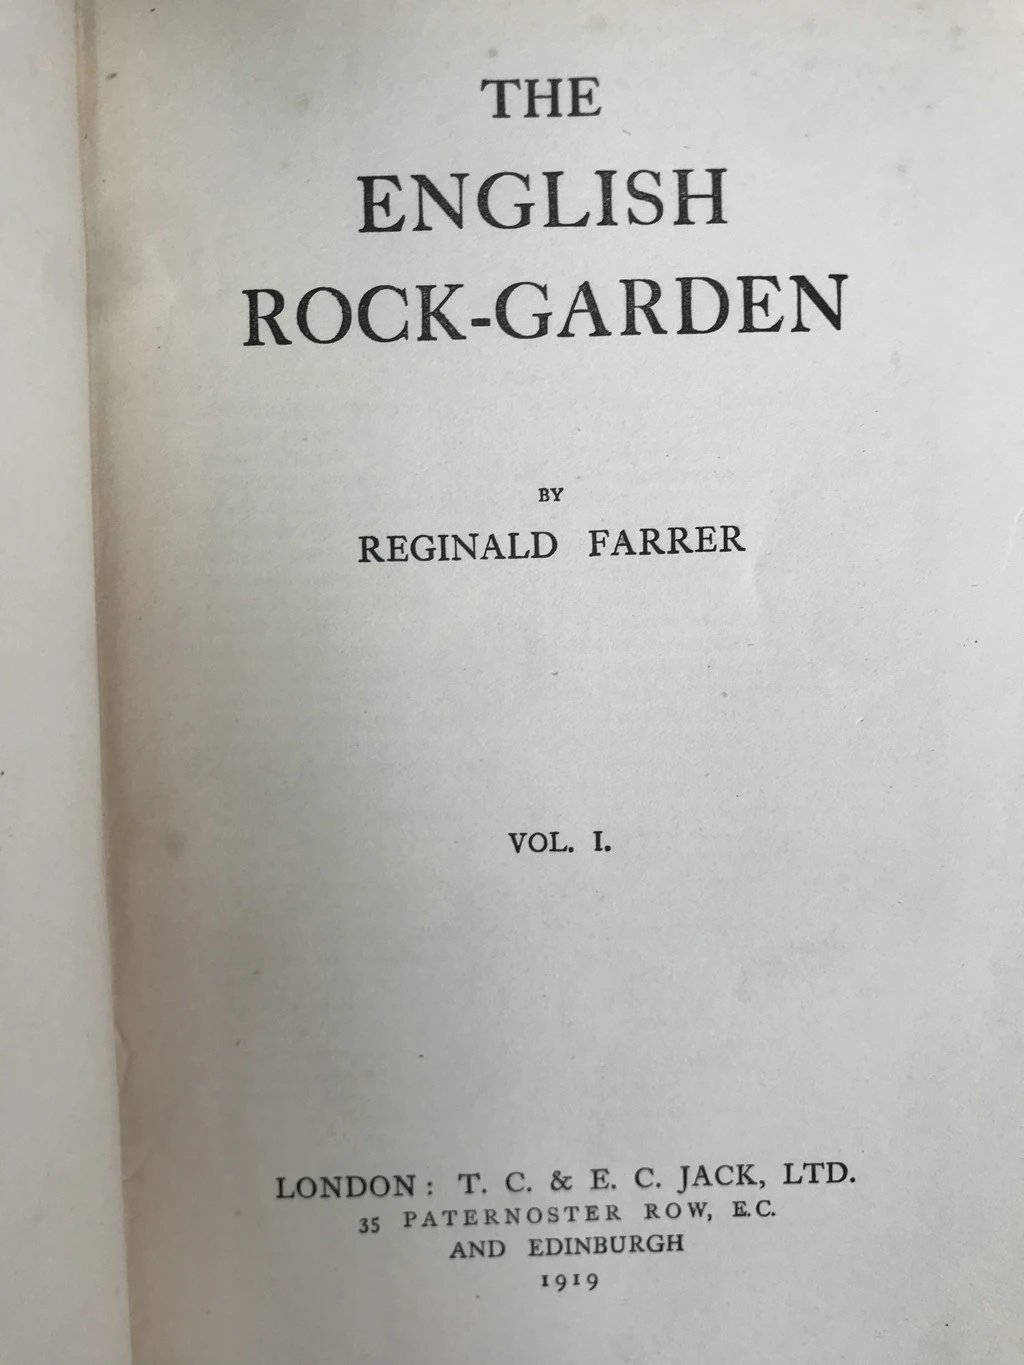 THE
ENGLISH
ROCK-GARDEN
BY
REGINALD FARRER
VOL. I.
LONDON: T. C. & E. C. JACK, LTD.
35 PATERNOSTER ROW, E.C.
AND EDINBURGH
1919